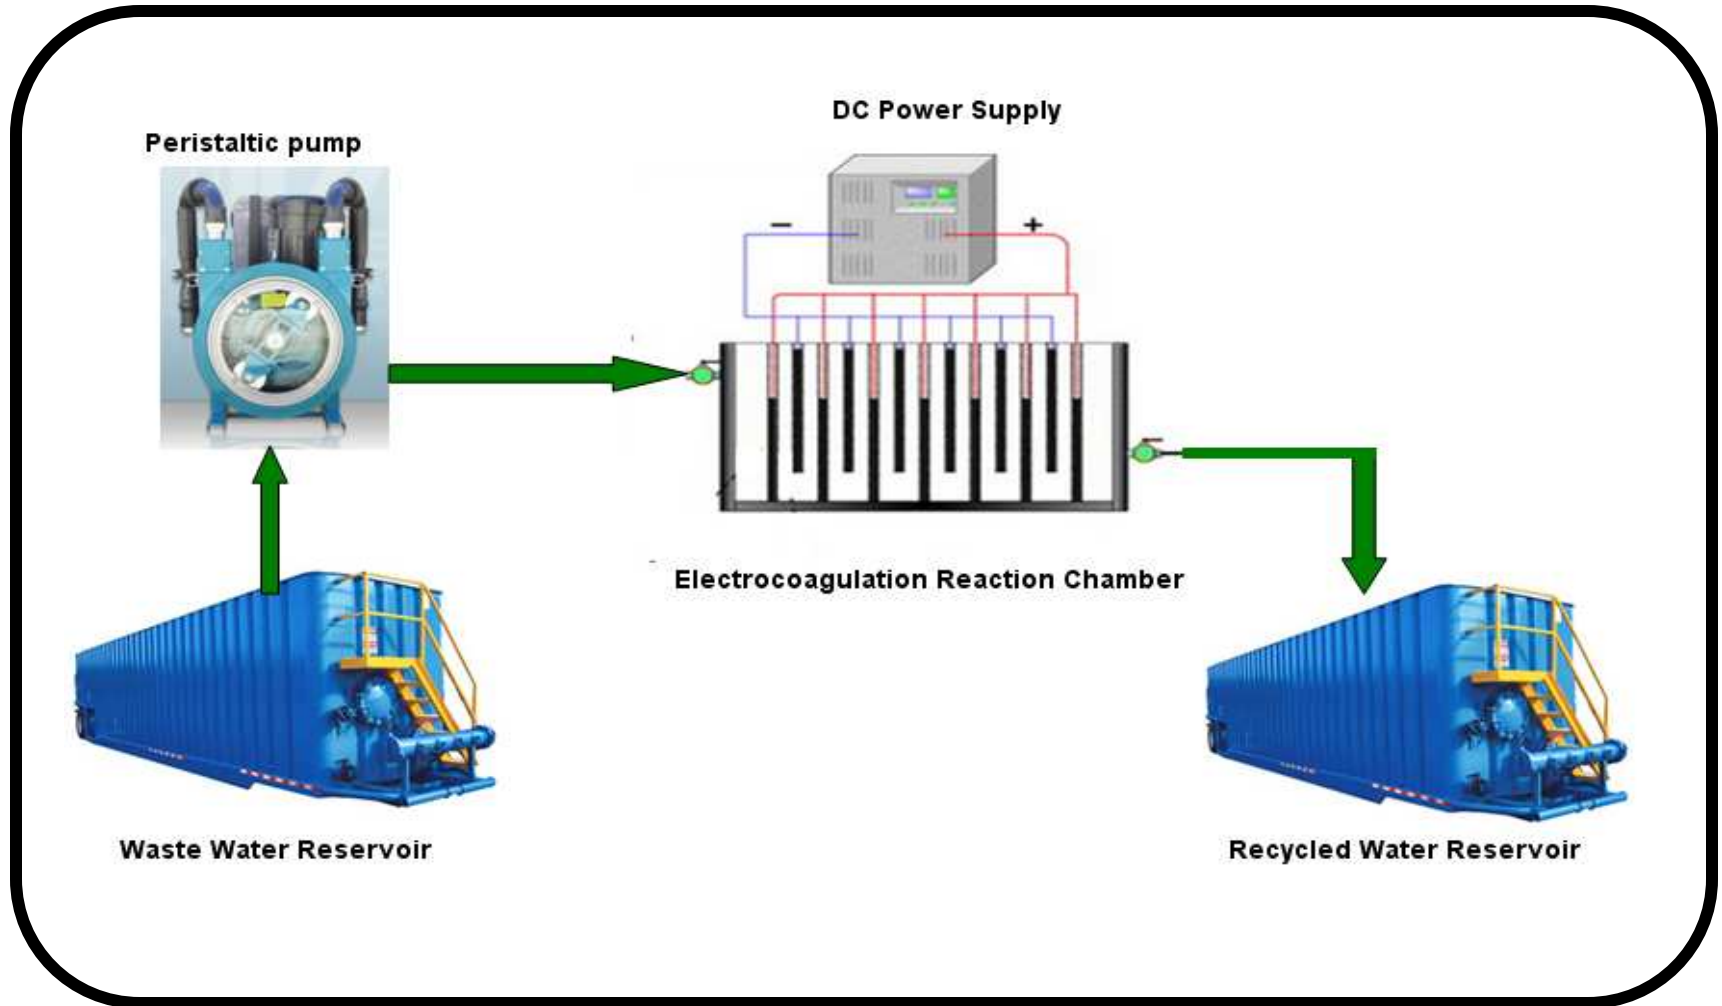 DC Power Supply
Peristaltic pump
− +
Electrocoagulation Reaction Chamber
Waste Water Reservoir
Recycled Water Reservoir